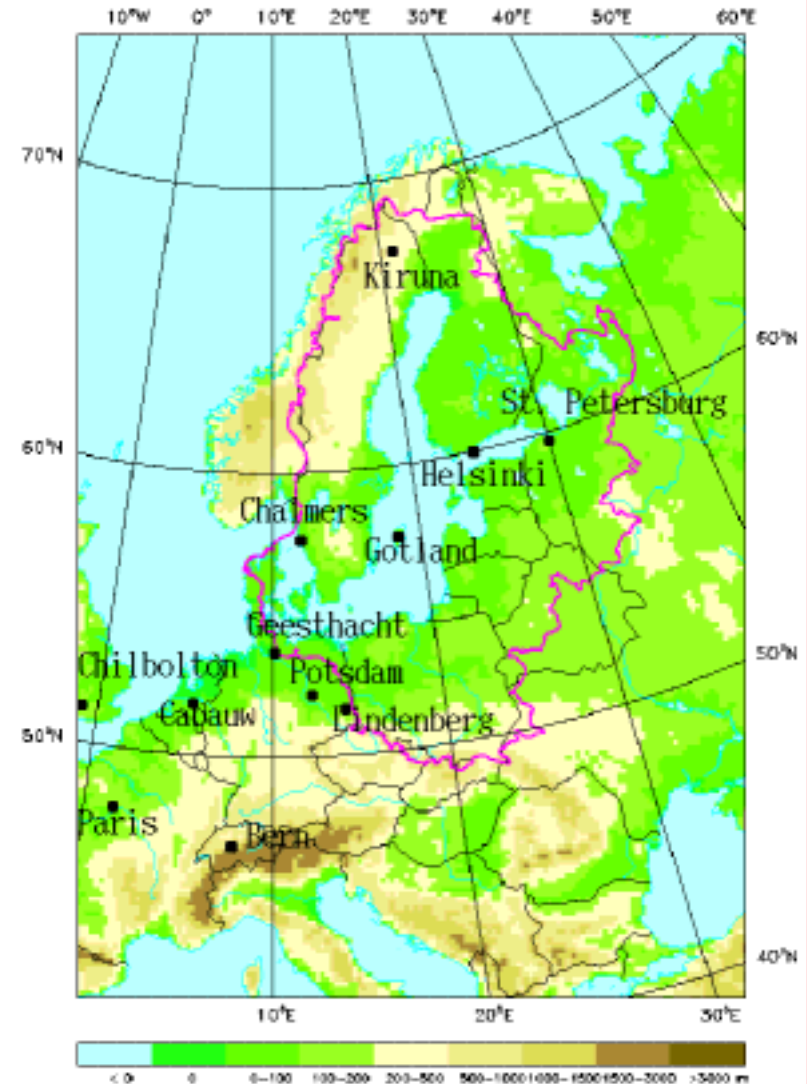 10°W 0° 10°E 20°E 30°E 40°E 50°E 60°E
70°N
Kiruna
60°N
St. Petersburg
60°N
Helsinki
Chalmers
Gotland
Geesthacht
50°N
Chilbolton
Potsdam
Cabauw
Lindenberg
50°N
Paris
Bern
40°N
10°E 20°E 30°E
< 0 0 0-100 100-200 200-500 500-1000 1000-1500 1500-3000 >3000 m